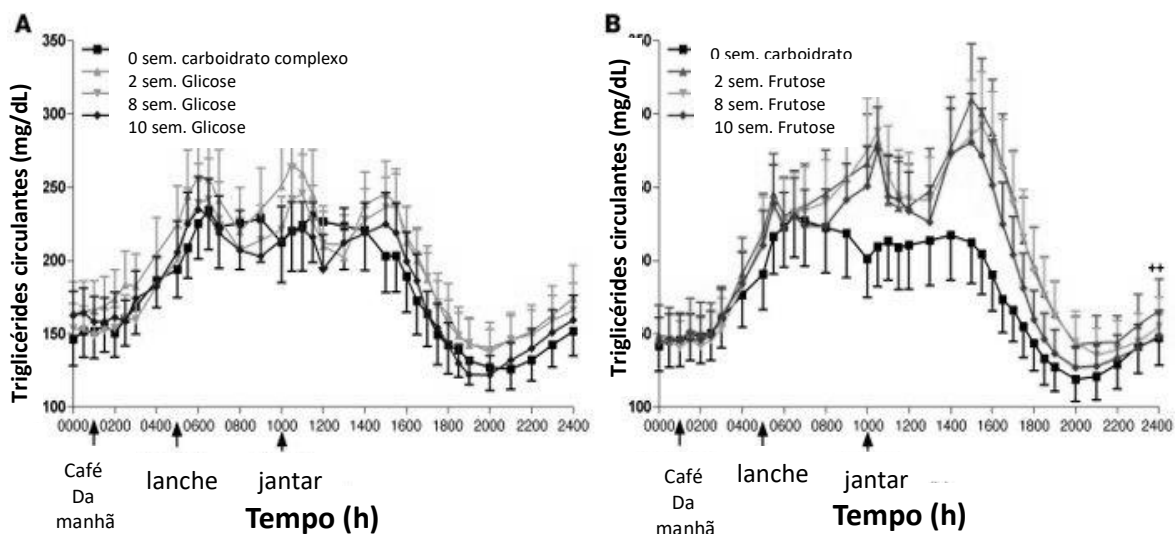 A
Triglicérides circulantes (mg/dL)
350
300
250
200
150
100
0 sem. carboidrato complexo
2 sem. Glicose
8 sem. Glicose
10 sem. Glicose
0000 0200 0400 0600 0800 1000 1200 1400 1600 1800 2000 2200 2400
Café
Da
manhã
lanche
jantar
Tempo (h)
B
Triglicérides circulantes (mg/dL)
0 sem. carboidrato
2 sem. Frutose
8 sem. Frutose
10 sem. Frutose
++
100
0000 0200 0400 0600 0800 1000 1200 1400 1600 1800 2000 2200 2400
Café
Da
manhã
lanche
jantar
Tempo (h)